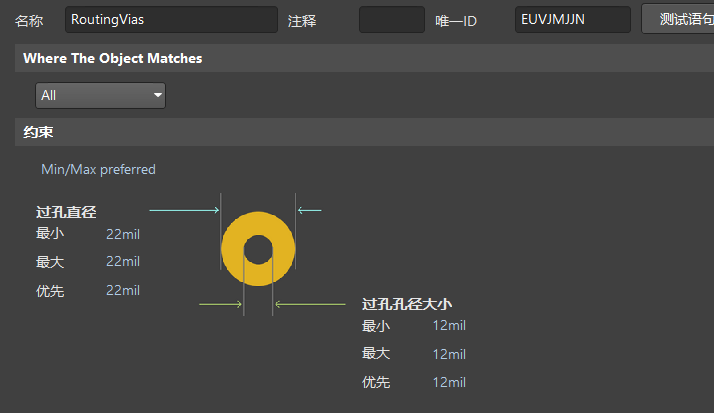 名称 RoutingVias 注释 唯一ID EUVJMJJN 测试语句
Where The Object Matches
All
约束
Min/Max preferred
过孔直径
最小 22mil
最大 22mil
优先 22mil
过孔孔径大小
最小 12mil
最大 12mil
优先 12mil